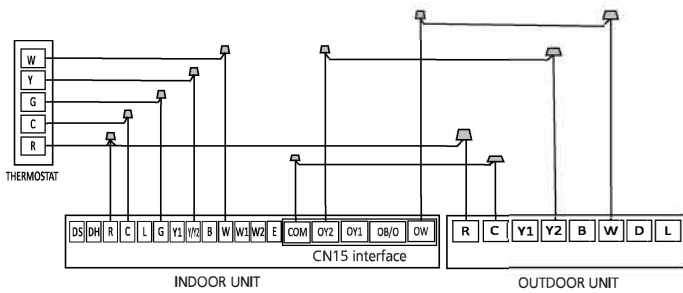 W
Y
G
C
R
THERMOSTAT
DS DH R C L G Y1 Y/Y2 B W W1 W2 E COM OY2 OY1 OB/O OW
CN15 interface
INDOOR UNIT
R C Y1 Y2 B W D L
OUTDOOR UNIT